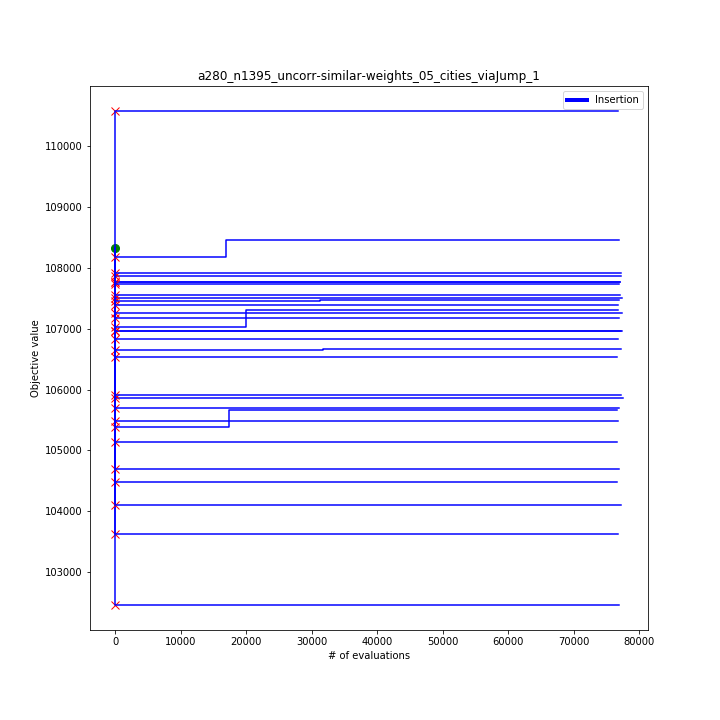 a280_n1395_uncorr-similar-weights_05_cities_viaJump_1
Insertion
110000
109000
108000
107000
106000
105000
104000
103000
Objective value
0 10000 20000 30000 40000 50000 60000 70000 80000
# of evaluations